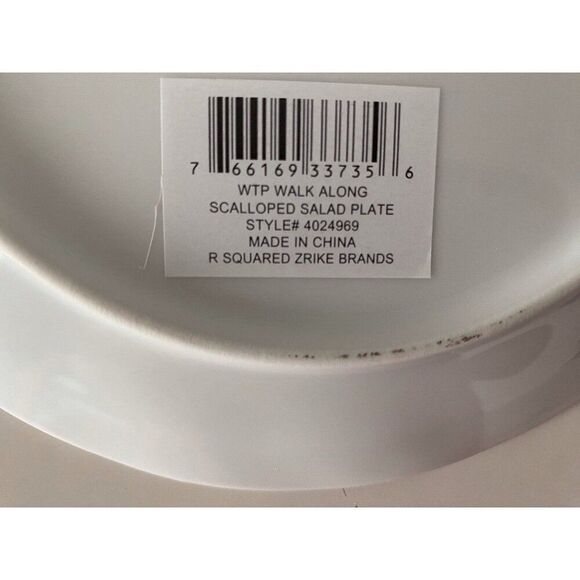 7 66169 33735 6
WTP WALK ALONG
SCALLOPED SALAD PLATE
STYLE# 4024969
MADE IN CHINA
R SQUARED ZRIKE BRANDS